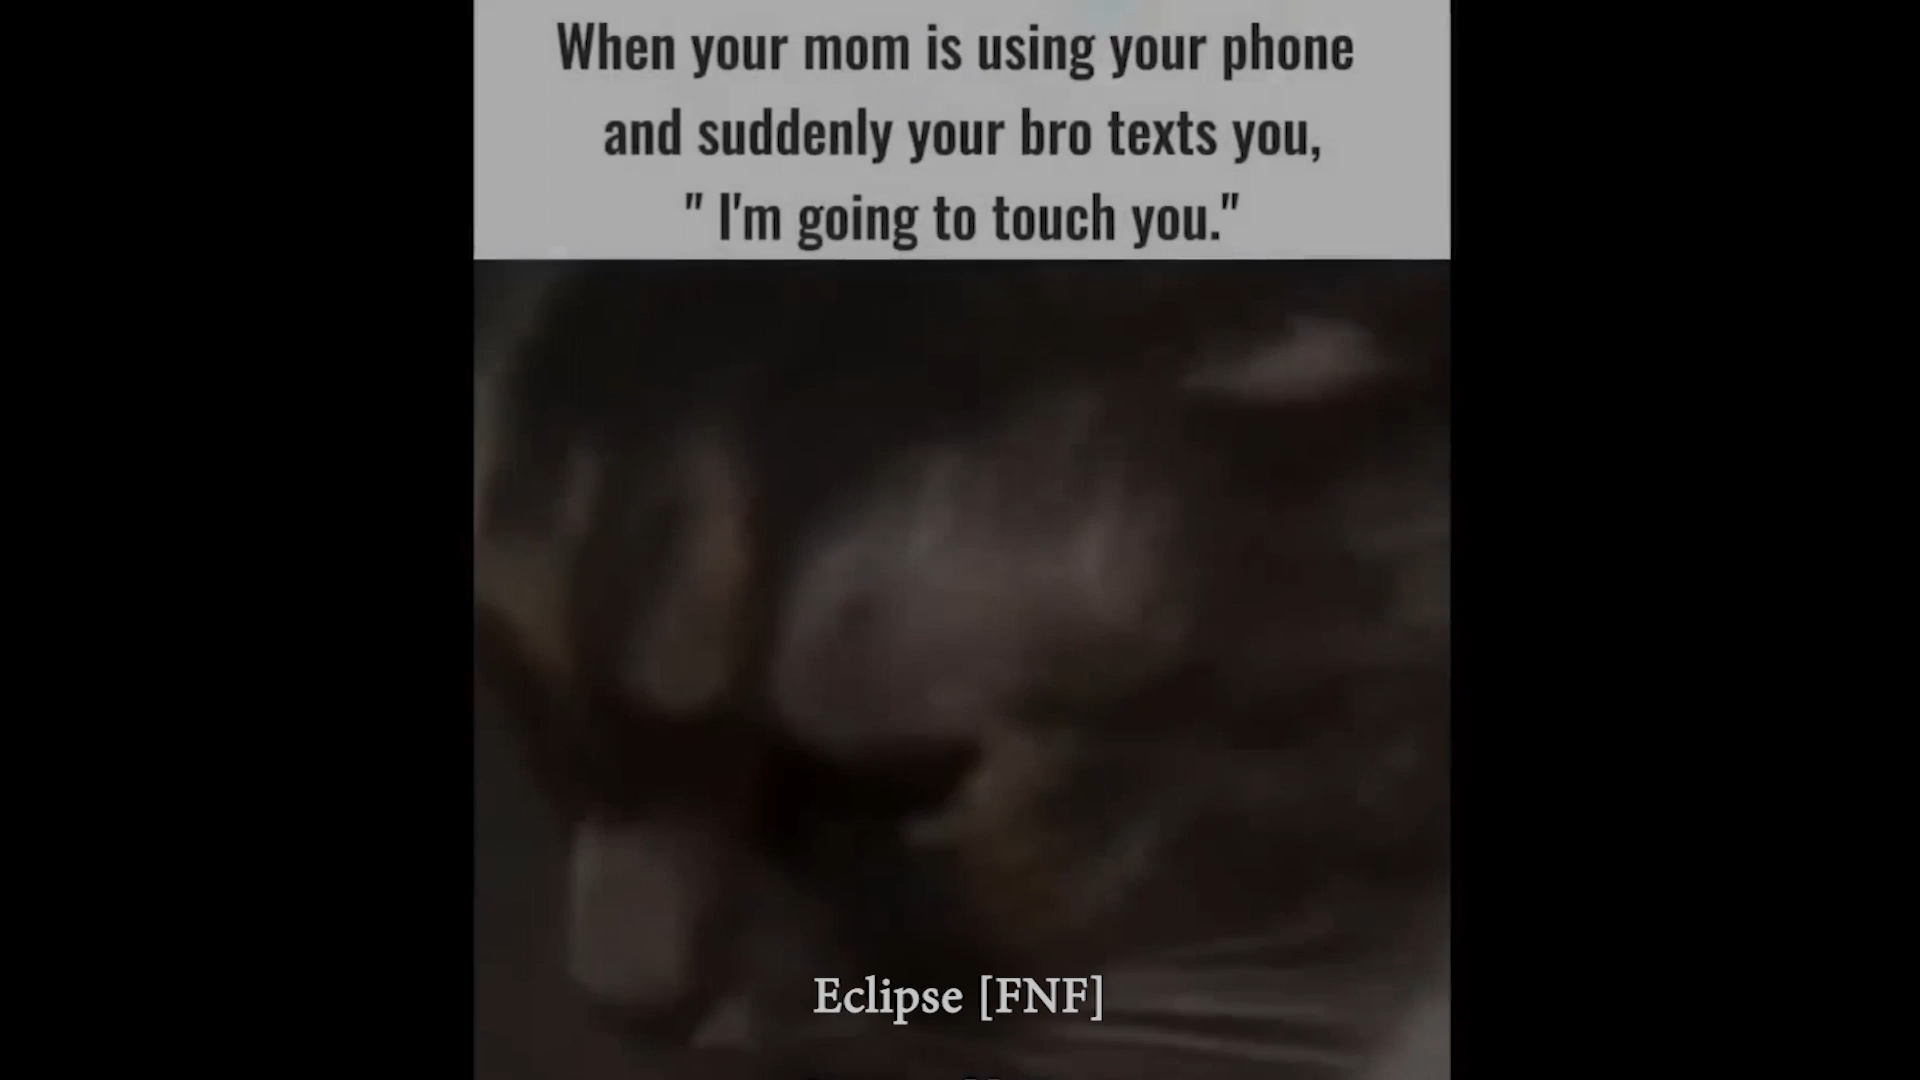 When your mom is using your phone
and suddenly your bro texts you,
" I'm going to touch you."
Eclipse [FNF]